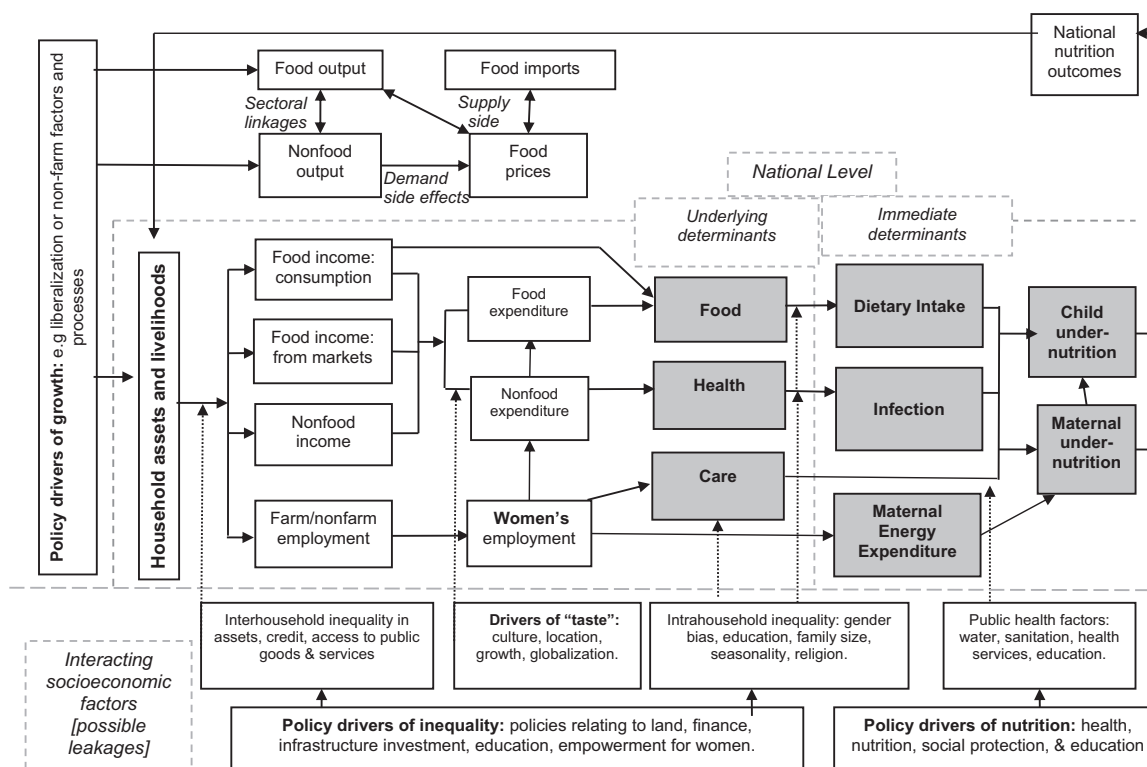 Policy drivers of growth: e.g liberalization or non-farm factors and
processes
National
nutrition
outcomes
Food output
Food imports
Sectoral
linkages
Supply
side
Nonfood
output
Food
prices
Demand
side effects
National Level
Underlying
determinants
Immediate
determinants
Household assets and livelihoods
Food income:
consumption
Food income:
from markets
Nonfood
income
Farm/nonfarm
employment
Food
expenditure
Nonfood
expenditure
Women's
employment
Food
Health
Care
Dietary Intake
Infection
Maternal
Energy
Expenditure
Child
under-
nutrition
Maternal
under-
nutrition
Interacting
socioeconomic
factors
[possible
leakages]
Interhousehold inequality in
assets, credit, access to public
goods & services
Drivers of "taste":
culture, location,
growth, globalization.
Intrahousehold inequality: gender
bias, education, family size,
seasonality, religion.
Public health factors:
water, sanitation, health
services, education.
Policy drivers of inequality: policies relating to land, finance,
infrastructure investment, education, empowerment for women.
Policy drivers of nutrition: health,
nutrition, social protection, & education